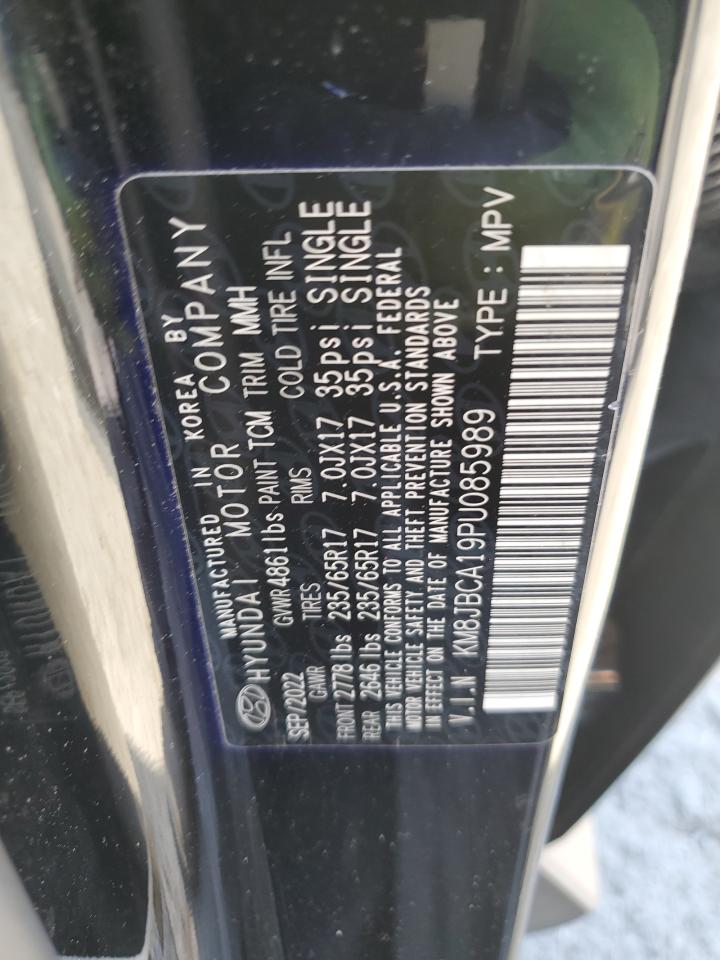 MANUFACTURED IN KOREA BY
HYUNDAI MOTOR COMPANY
SEP/2022 GVWR 4861lbs PAINT TCM TRIM MMH
GAWR TIRES RIMS COLD TIRE INFL
FRONT 2778 lbs 235/65R17 7.0JX17 35psi SINGLE
REAR 2646 lbs 235/65R17 7.0JX17 35psi SINGLE
THIS VEHICLE CONFORMS TO ALL APPLICABLE U.S.A. FEDERAL
MOTOR VEHICLE SAFETY AND THEFT PREVENTION STANDARDS
IN EFFECT ON THE DATE OF MANUFACTURE SHOWN ABOVE
V.I.N KM8JBCA19PU085989 TYPE : MPV